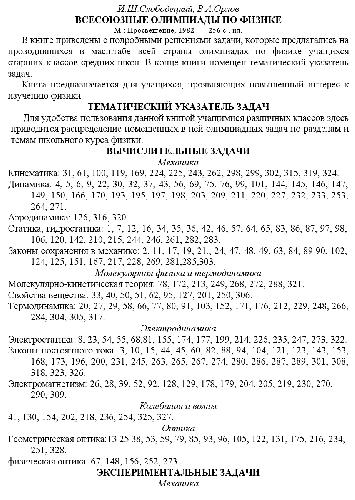 И.Ш.Слободецкий, В.А.Орлов
ВСЕСОЮЗНЫЕ ОЛИМПИАДЫ ПО ФИЗИКЕ
М.: Просвещение, 1982. - 256 с., ил.
В книге приведены с подробными решениями задачи, которые предлагались на
проводившихся в масштабе всей страны олимпиадах по физике учащихся
старших классов средних школ. В конце книги помещен тематический указатель
задач.
Книга предназначается для учащихся, проявляющих повышенный интерес к
изучению физики
ТЕМАТИЧЕСКИЙ УКАЗАТЕЛЬ ЗАДАЧ
Для удобства пользования данной книгой учащимися различных классов здесь
приводится распределение помещенных в ней олимпиадных задач по разделам и
темам школьного курса физики.
ВЫЧИСЛИТЕЛЬНЫЕ ЗАДАЧИ
Механика
Кинематика: 31, 61, 100, 119, 169, 224, 225, 243, 262, 298, 299, 302, 315, 319, 324.
Динамика: 4, 5, 6, 9, 22, 30, 32, 37, 43, 56, 69, 75, 76, 99, 101, 144, 145, 146, 147,
149, 150, 166, 170, 193, 195, 197, 198, 203, 209, 211, 220, 227, 232, 233, 253,
264, 271.
Аэродинамика: 126, 316, 320.
Статика, гидростатика: 1, 7, 12, 16, 34, 35, 36, 42, 46, 57, 64, 65, 83, 86, 87, 97, 98,
106, 120, 142, 210, 215, 244, 246, 261, 282, 283.
Законы сохранения в механике: 2, 11, 17, 19, 21, 24, 47, 48, 49, 63, 84, 89, 90, 102,
124, 125, 151, 167, 217, 228, 269, 281,285,303.
Молекулярная физика и термодинамика
Молекулярно-кинетическая теория: 78, 172, 213, 249, 268, 272, 288, 321.
Свойства вещества: 33, 40, 50, 51, 62, 95, 127, 201, 250, 306.
Термодинамика: 20, 27, 29, 58, 66, 77, 80, 91, 103, 152, 171, 176, 212, 229, 248, 266,
284, 304, 305, 317.
Электродинамика
Электростатика: 8, 23, 54, 55, 68,81, 155, 174, 177, 199, 214, 226, 235, 247, 273, 322.
Законы постоянного тока: 3, 10, 15, 44, 45, 60, 82, 88, 94, 104, 121, 123, 143, 153,
168, 173, 196, 200, 231, 245, 263, 265, 267, 274, 280, 286, 287, 289, 301, 308,
318, 323, 326.
Электромагнетизм: 26, 28, 39, 52, 92, 128, 129, 178, 179, 204, 205, 219, 230, 270,
290, 309.
Колебания и волны
41, 130, 154, 202, 218, 236, 254, 325, 327.
Оптика
Геометрическая оптика:13 25 38, 53, 59, 79, 85, 93, 96, 105, 122, 131, 175, 216, 234,
251, 328.
физическая оптика: 67, 148, 156, 252, 273.
ЭКСПЕРИМЕНТАЛЬНЫЕ ЗАДАЧИ
Механика